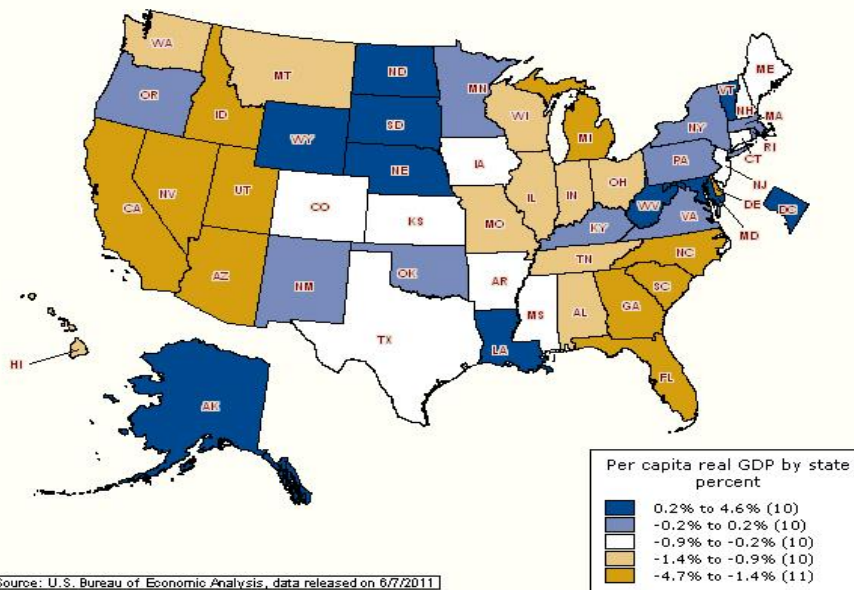 WA
ME
MT
ND
MN
VT
NH
MA
OR
WI
NY
ID
SD
MI
RI
WY
CT
PA
IA
NE
NJ
OH
DE
IL
IN
NV
UT
WV
DC
CO
VA
CA
MD
KS
MO
KY
NC
TN
OK
AZ
AR
SC
NM
AL
GA
MS
TX
LA
HI
FL
AK
Per capita real GDP by state
percent
0.2% to 4.6% (10)
-0.2% to 0.2% (10)
-0.9% to -0.2% (10)
-1.4% to -0.9% (10)
-4.7% to -1.4% (11)
Source: U.S. Bureau of Economic Analysis, data released on 6/7/2011